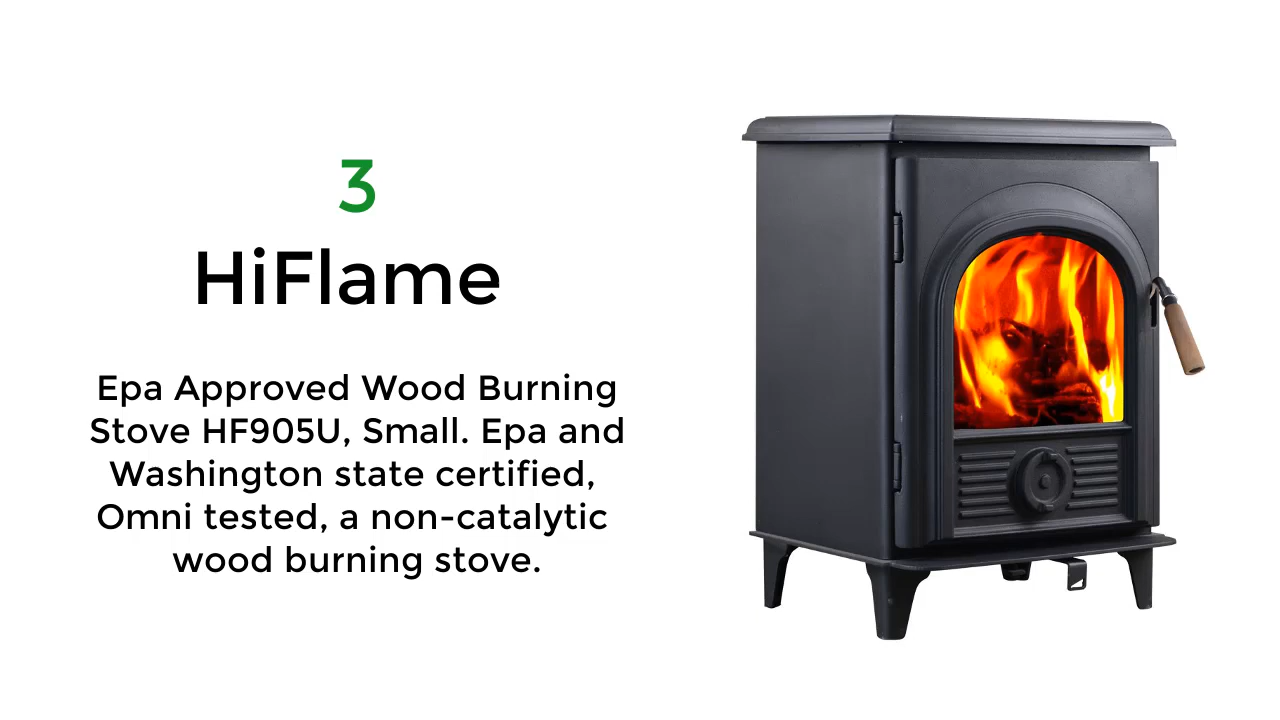 3
HiFlame
Epa Approved Wood Burning
Stove HF905U, Small. Epa and
Washington state certified,
Omni tested, a non-catalytic
wood burning stove.